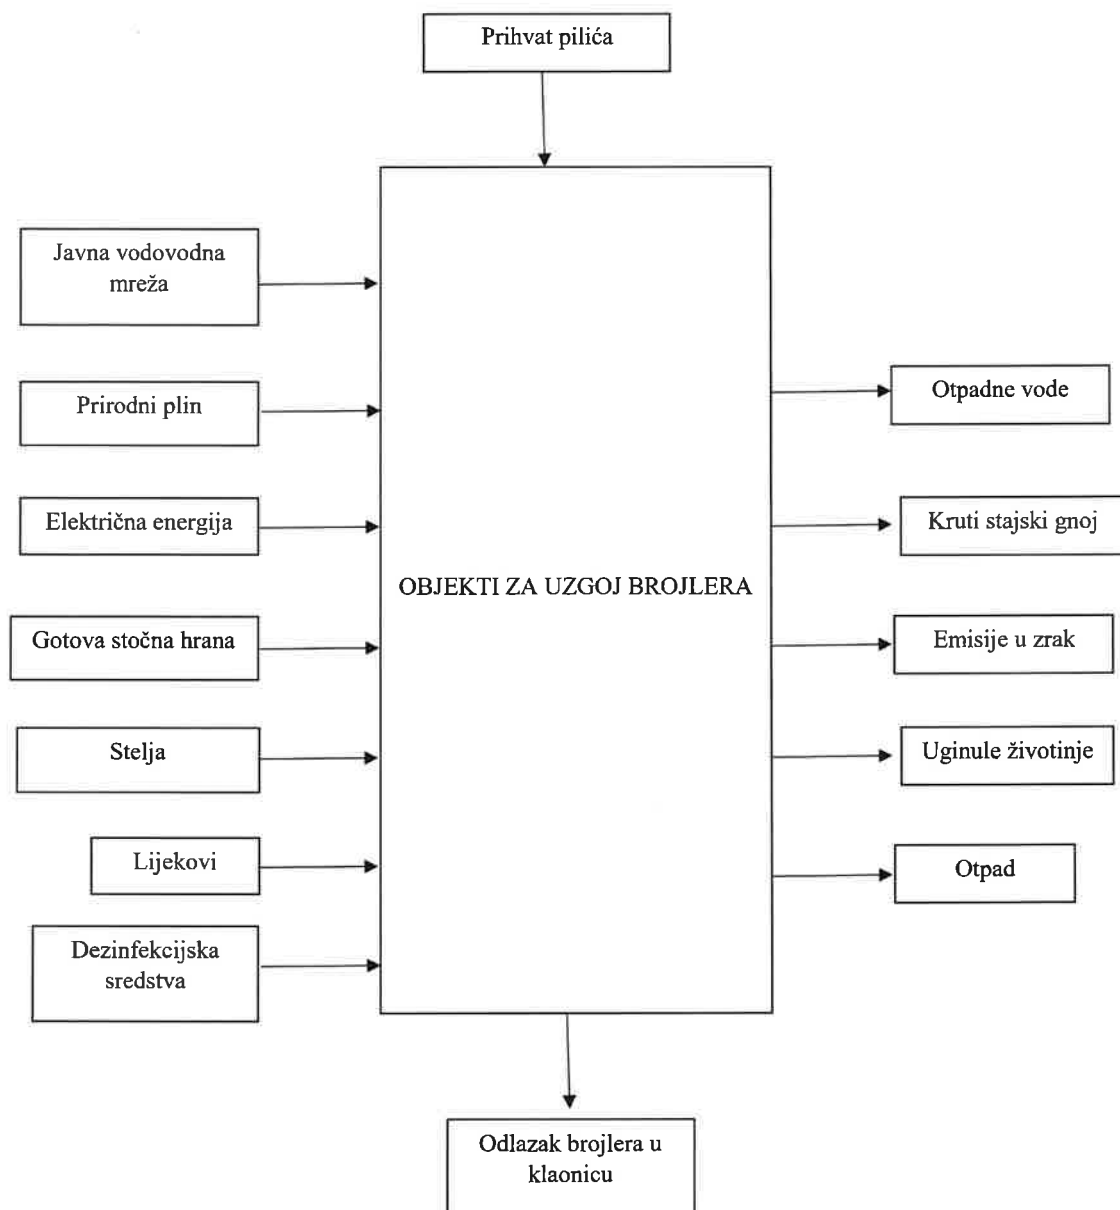 Prihvat pilića
Javna vodovodna
mreža
Prirodni plin
Električna energija
Gotova stočna hrana
Stelja
Lijekovi
Dezinfekcijska
sredstva
OBJEKTI ZA UZGOJ BROJLERA
Otpadne vode
Kruti stajski gnoj
Emisije u zrak
Uginule životinje
Otpad
Odlazak brojlera u
klaonicu